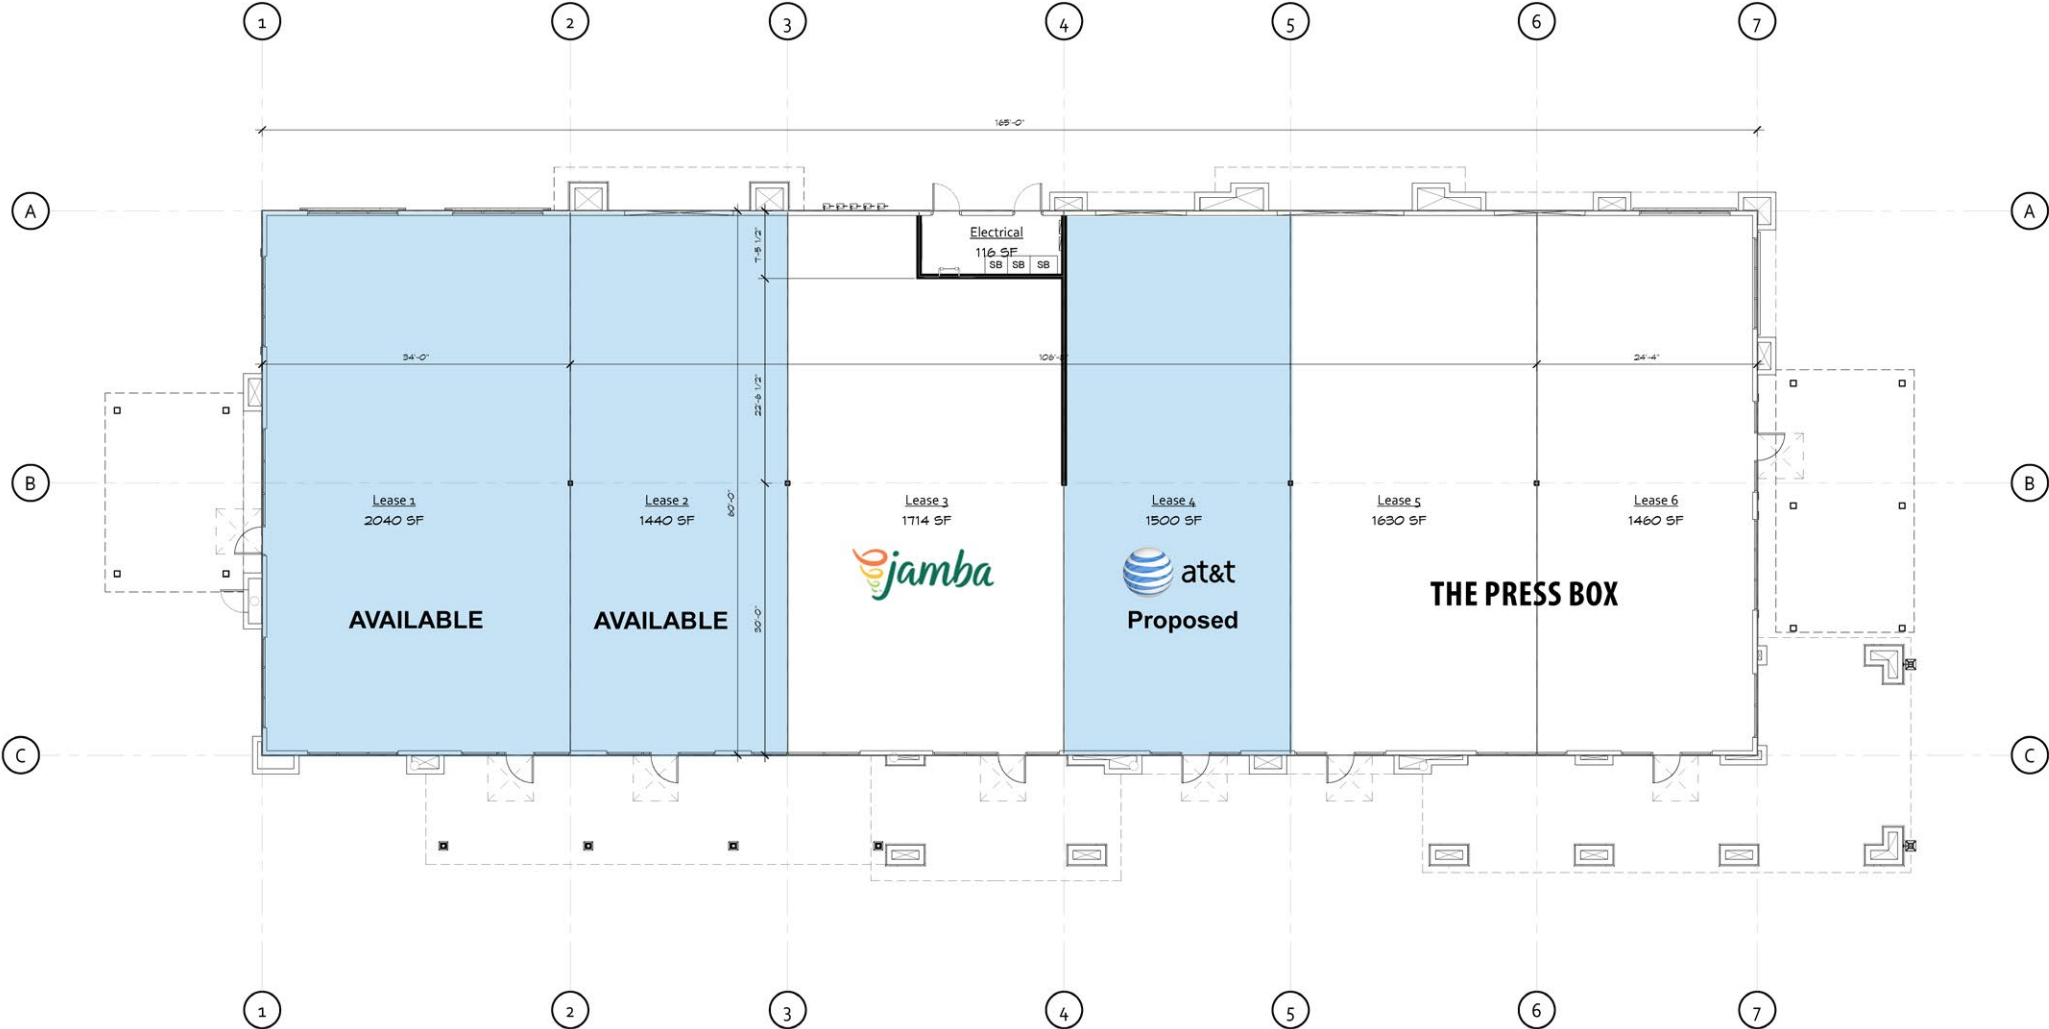 1 2 3 4 5 6 7
165'-0"
A A
Electrical
116 SF
SB SB SB
7'-5 1/2"
34'-0" 24'-4"
22'-6 1/2"
B B
60'-0"
Lease 1 Lease 2 Lease 3 Lease 4 Lease 5 Lease 6
2040 SF 1440 SF 1714 SF 1500 SF 1630 SF 1460 SF
jamba at&t
THE PRESS BOX
AVAILABLE AVAILABLE Proposed
30'-0"
C C
1 2 3 4 5 6 7